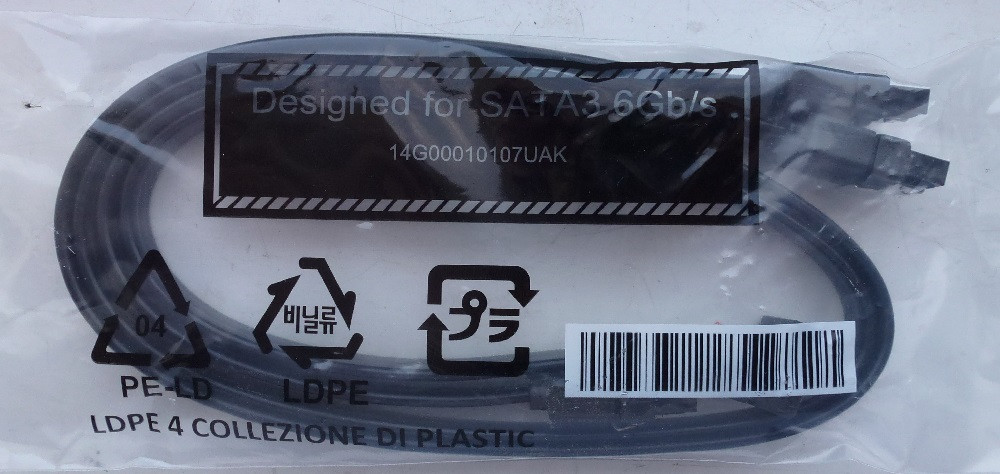 Designed for SATA3 6Gb/s
14G00010107UAK
04
비닐류
プラ
PE-LD
LDPE
LDPE 4 COLLEZIONE DI PLASTIC